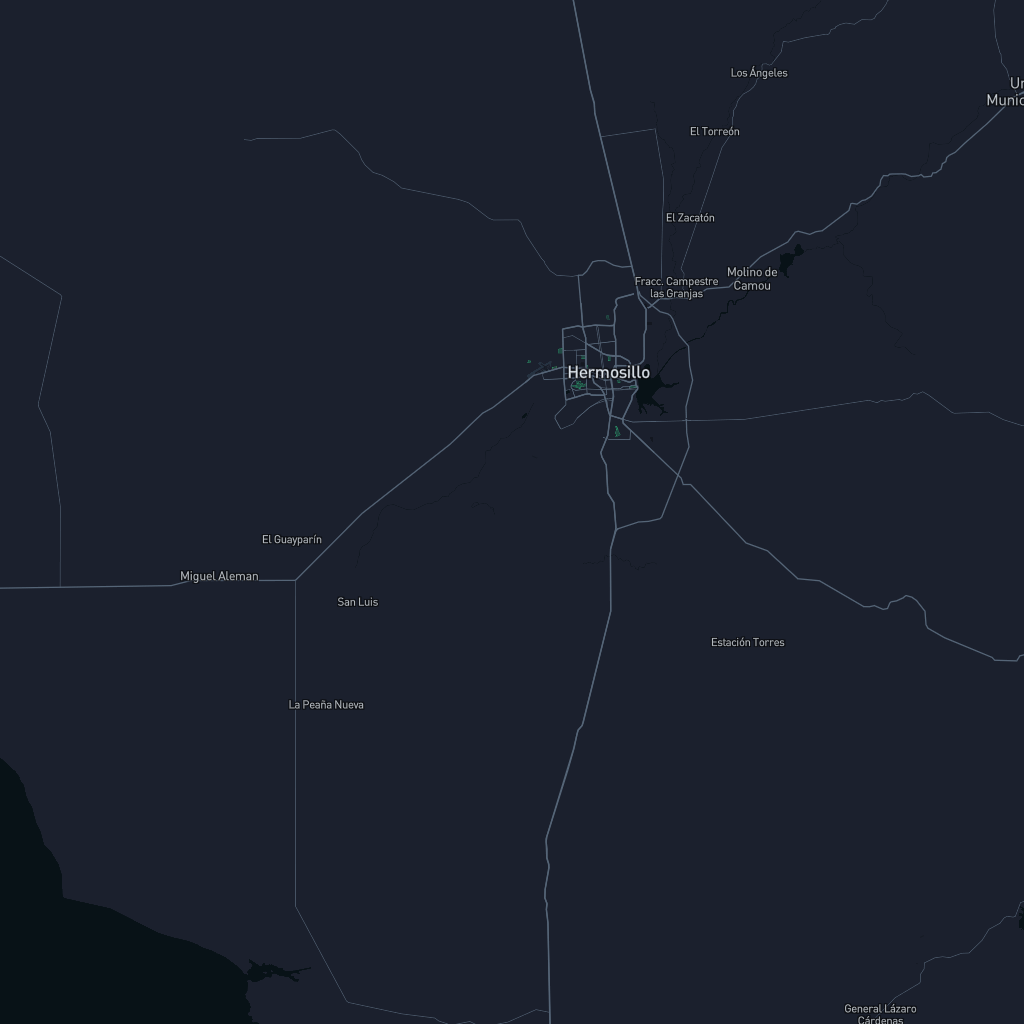 Los Ángeles
Munic
El Torreón
El Zacatón
Molino de
Camou
Fracc. Campestre
las Granjas
Hermosillo
El Guayparín
Miguel Aleman
San Luis
Estación Torres
La Peaña Nueva
General Lázaro
Cárdenas